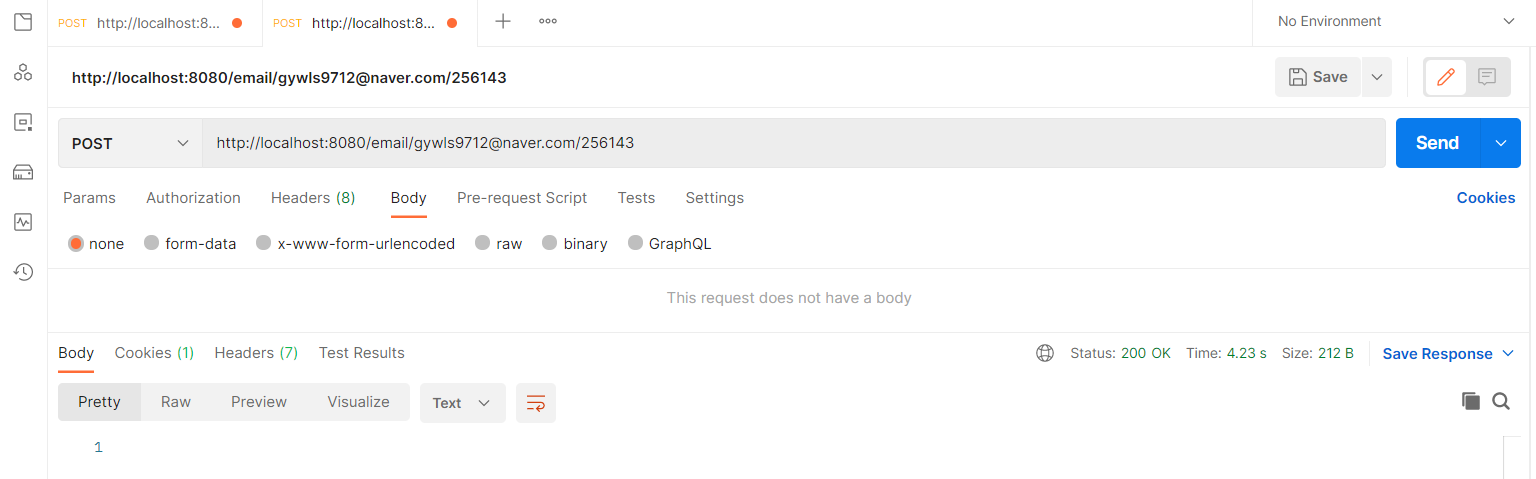 POST http://localhost:8... POST http://localhost:8... No Environment
http://localhost:8080/email/gywls9712@naver.com/256143 Save
POST http://localhost:8080/email/gywls9712@naver.com/256143 Send
Params Authorization Headers (8) Body Pre-request Script Tests Settings Cookies
none form-data x-www-form-urlencoded raw binary GraphQL
This request does not have a body
Body Cookies (1) Headers (7) Test Results Status: 200 OK Time: 4.23 s Size: 212 B Save Response
Pretty Raw Preview Visualize Text
1